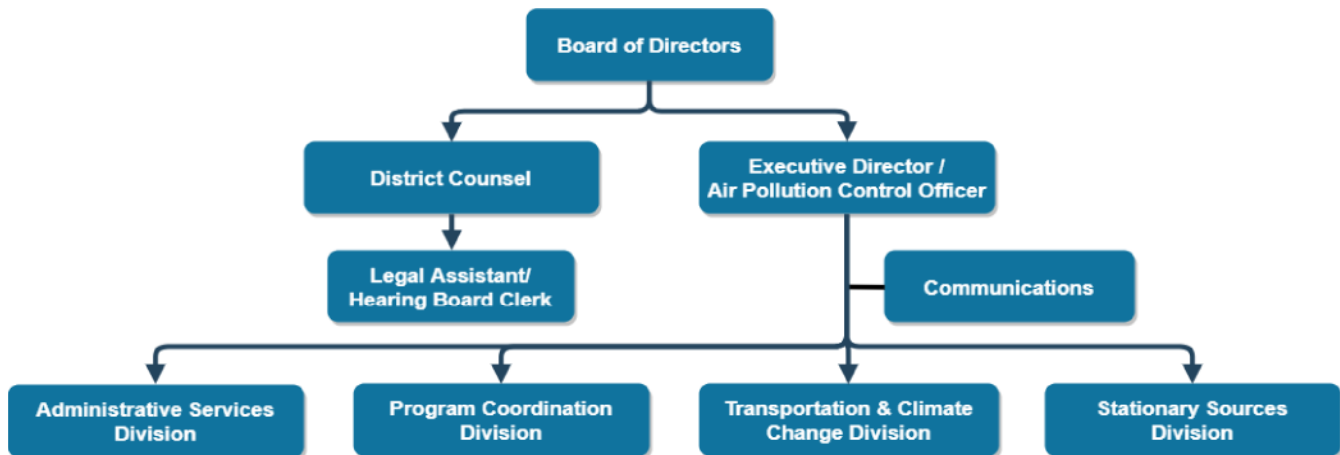 Board of Directors
District Counsel
Executive Director /
Air Pollution Control Officer
Legal Assistant/
Hearing Board Clerk
Communications
Administrative Services
Division
Program Coordination
Division
Transportation & Climate
Change Division
Stationary Sources
Division